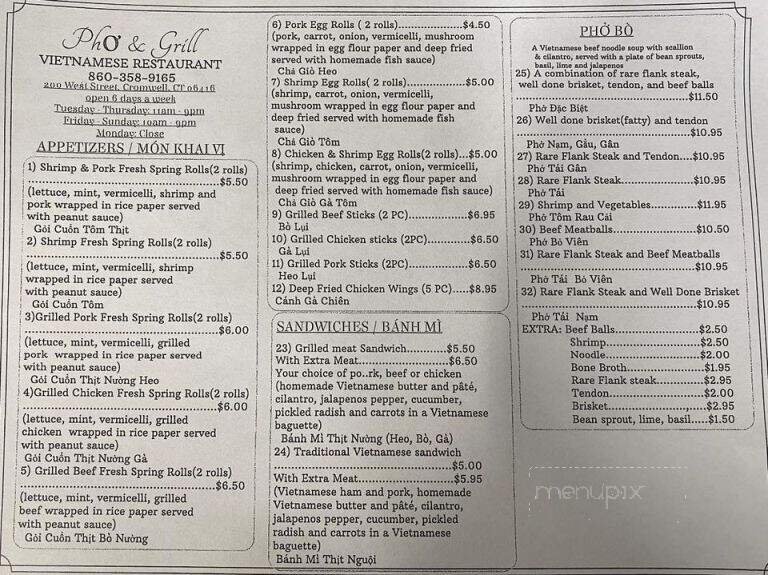 Phở & Grill
VIETNAMESE RESTAURANT
860-358-9165
200 West Street, Cromwell, CT 06416
open 6 days a week
Tuesday - Thursday: 11am - 9pm
Friday - Sunday: 10am - 9pm
Monday: Close
APPETIZERS / MÓN KHAI VỊ
1) Shrimp & Pork Fresh Spring Rolls(2 rolls)
..........$5.50
(lettuce, mint, vermicelli, shrimp and
pork wrapped in rice paper served
with peanut sauce)
Gỏi Cuốn Tôm Thịt
2) Shrimp Fresh Spring Rolls(2 rolls)
..........$5.50
(lettuce, mint, vermicelli, shrimp
wrapped in rice paper served
with peanut sauce)
Gỏi Cuốn Tôm
3)Grilled Pork Fresh Spring Rolls(2 rolls)
..........$6.00
(lettuce, mint, vermicelli, grilled
pork wrapped in rice paper served
with peanut sauce)
Gỏi Cuốn Thịt Nường Heo
4)Grilled Chicken Fresh Spring Rolls(2 rolls)
..........$6.00
(lettuce, mint, vermicelli, grilled
chicken wrapped in rice paper served
with peanut sauce)
Gỏi Cuốn Thịt Nường Gà
5) Grilled Beef Fresh Spring Rolls(2 rolls)
..........$6.50
(lettuce, mint, vermicelli, grilled
beef wrapped in rice paper served
with peanut sauce)
Gỏi Cuốn Thịt Bò Nường
6) Pork Egg Rolls ( 2 rolls)..........$4.50
(pork, carrot, onion, vermicelli, mushroom
wrapped in egg flour paper and deep fried
served with homemade fish sauce)
Chả Giò Heo
7) Shrimp Egg Rolls( 2 rolls)..........$5.00
(shrimp, carrot, onion, vermicelli,
mushroom wrapped in egg flour paper and
deep fried served with homemade fish
sauce)
Chả Giò Tôm
8) Chicken & Shrimp Egg Rolls(2 rolls)...$5.00
(shrimp, chicken, carrot, onion, vermicelli,
mushroom wrapped in egg flour paper and
deep fried served with homemade fish sauce)
Chả Giò Gà Tôm
9) Grilled Beef Sticks (2 PC)..........$6.95
Bò Lụi
10) Grilled Chicken sticks (2PC)..........$6.50
Gà Lụi
11) Grilled Pork Sticks (2PC)..........$6.50
Heo Lụi
12) Deep Fried Chicken Wings (5 PC).....$8.95
Cánh Gà Chiên
SANDWICHES / BÁNH MÌ
23) Grilled meat Sandwich..........$5.50
With Extra Meat..........$6.50
Your choice of po..rk, beef or chicken
(homemade Vietnamese butter and pâté,
cilantro, jalapenos pepper, cucumber,
pickled radish and carrots in a Vietnamese
baguette)
Bánh Mì Thịt Nường (Heo, Bò, Gà)
24) Traditional Vietnamese sandwich
..........$5.00
With Extra Meat..........$5.95
(Vietnamese ham and pork, homemade
Vietnamese butter and pâté, cilantro,
jalapenos pepper, cucumber, pickled
radish and carrots in a Vietnamese
baguette)
Bánh Mì Thịt Nguội
PHỞ BÒ
A Vietnamese beef noodle soup with scallion
& cilantro, served with a plate of bean sprouts,
basil, lime and jalapenos
25) A combination of rare flank steak,
well done brisket, tendon, and beef balls
..........$11.50
Phở Đặc Biệt
26) Well done brisket(fatty) and tendon
..........$10.95
Phở Nạm, Gầu, Gân
27) Rare Flank Steak and Tendon....$10.95
Phở Tái Gân
28) Rare Flank Steak..........$10.95
Phở Tái
29) Shrimp and Vegetables..........$11.95
Phở Tôm Rau Cải
30) Beef Meatballs..........$10.50
Phở Bò Viên
31) Rare Flank Steak and Beef Meatballs
..........$10.95
Phở Tái Bò Viên
32) Rare Flank Steak and Well Done Brisket
..........$10.95
Phở Tái Nạm
EXTRA: Beef Balls..........$2.50
Shrimp..........$2.50
Noodle..........$2.00
Bone Broth..........$1.95
Rare Flank steak..........$2.95
Tendon..........$2.00
Brisket..........$2.95
Bean sprout, lime, basil.....$1.50
menupix